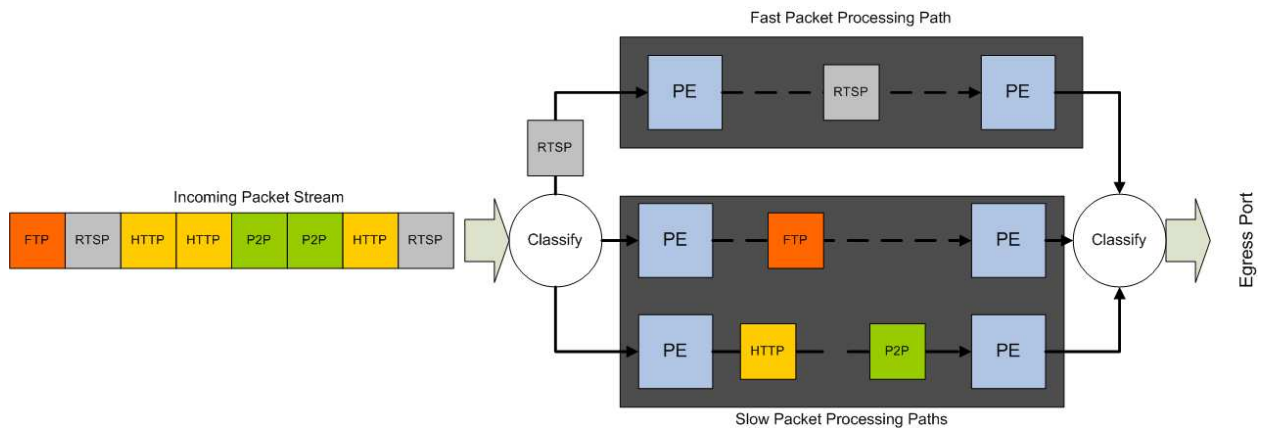 Fast Packet Processing Path
PE RTSP PE
RTSP
Incoming Packet Stream
FTP RTSP HTTP HTTP P2P P2P HTTP RTSP
Classify
PE FTP PE
Classify
Egress Port
PE HTTP P2P PE
Slow Packet Processing Paths